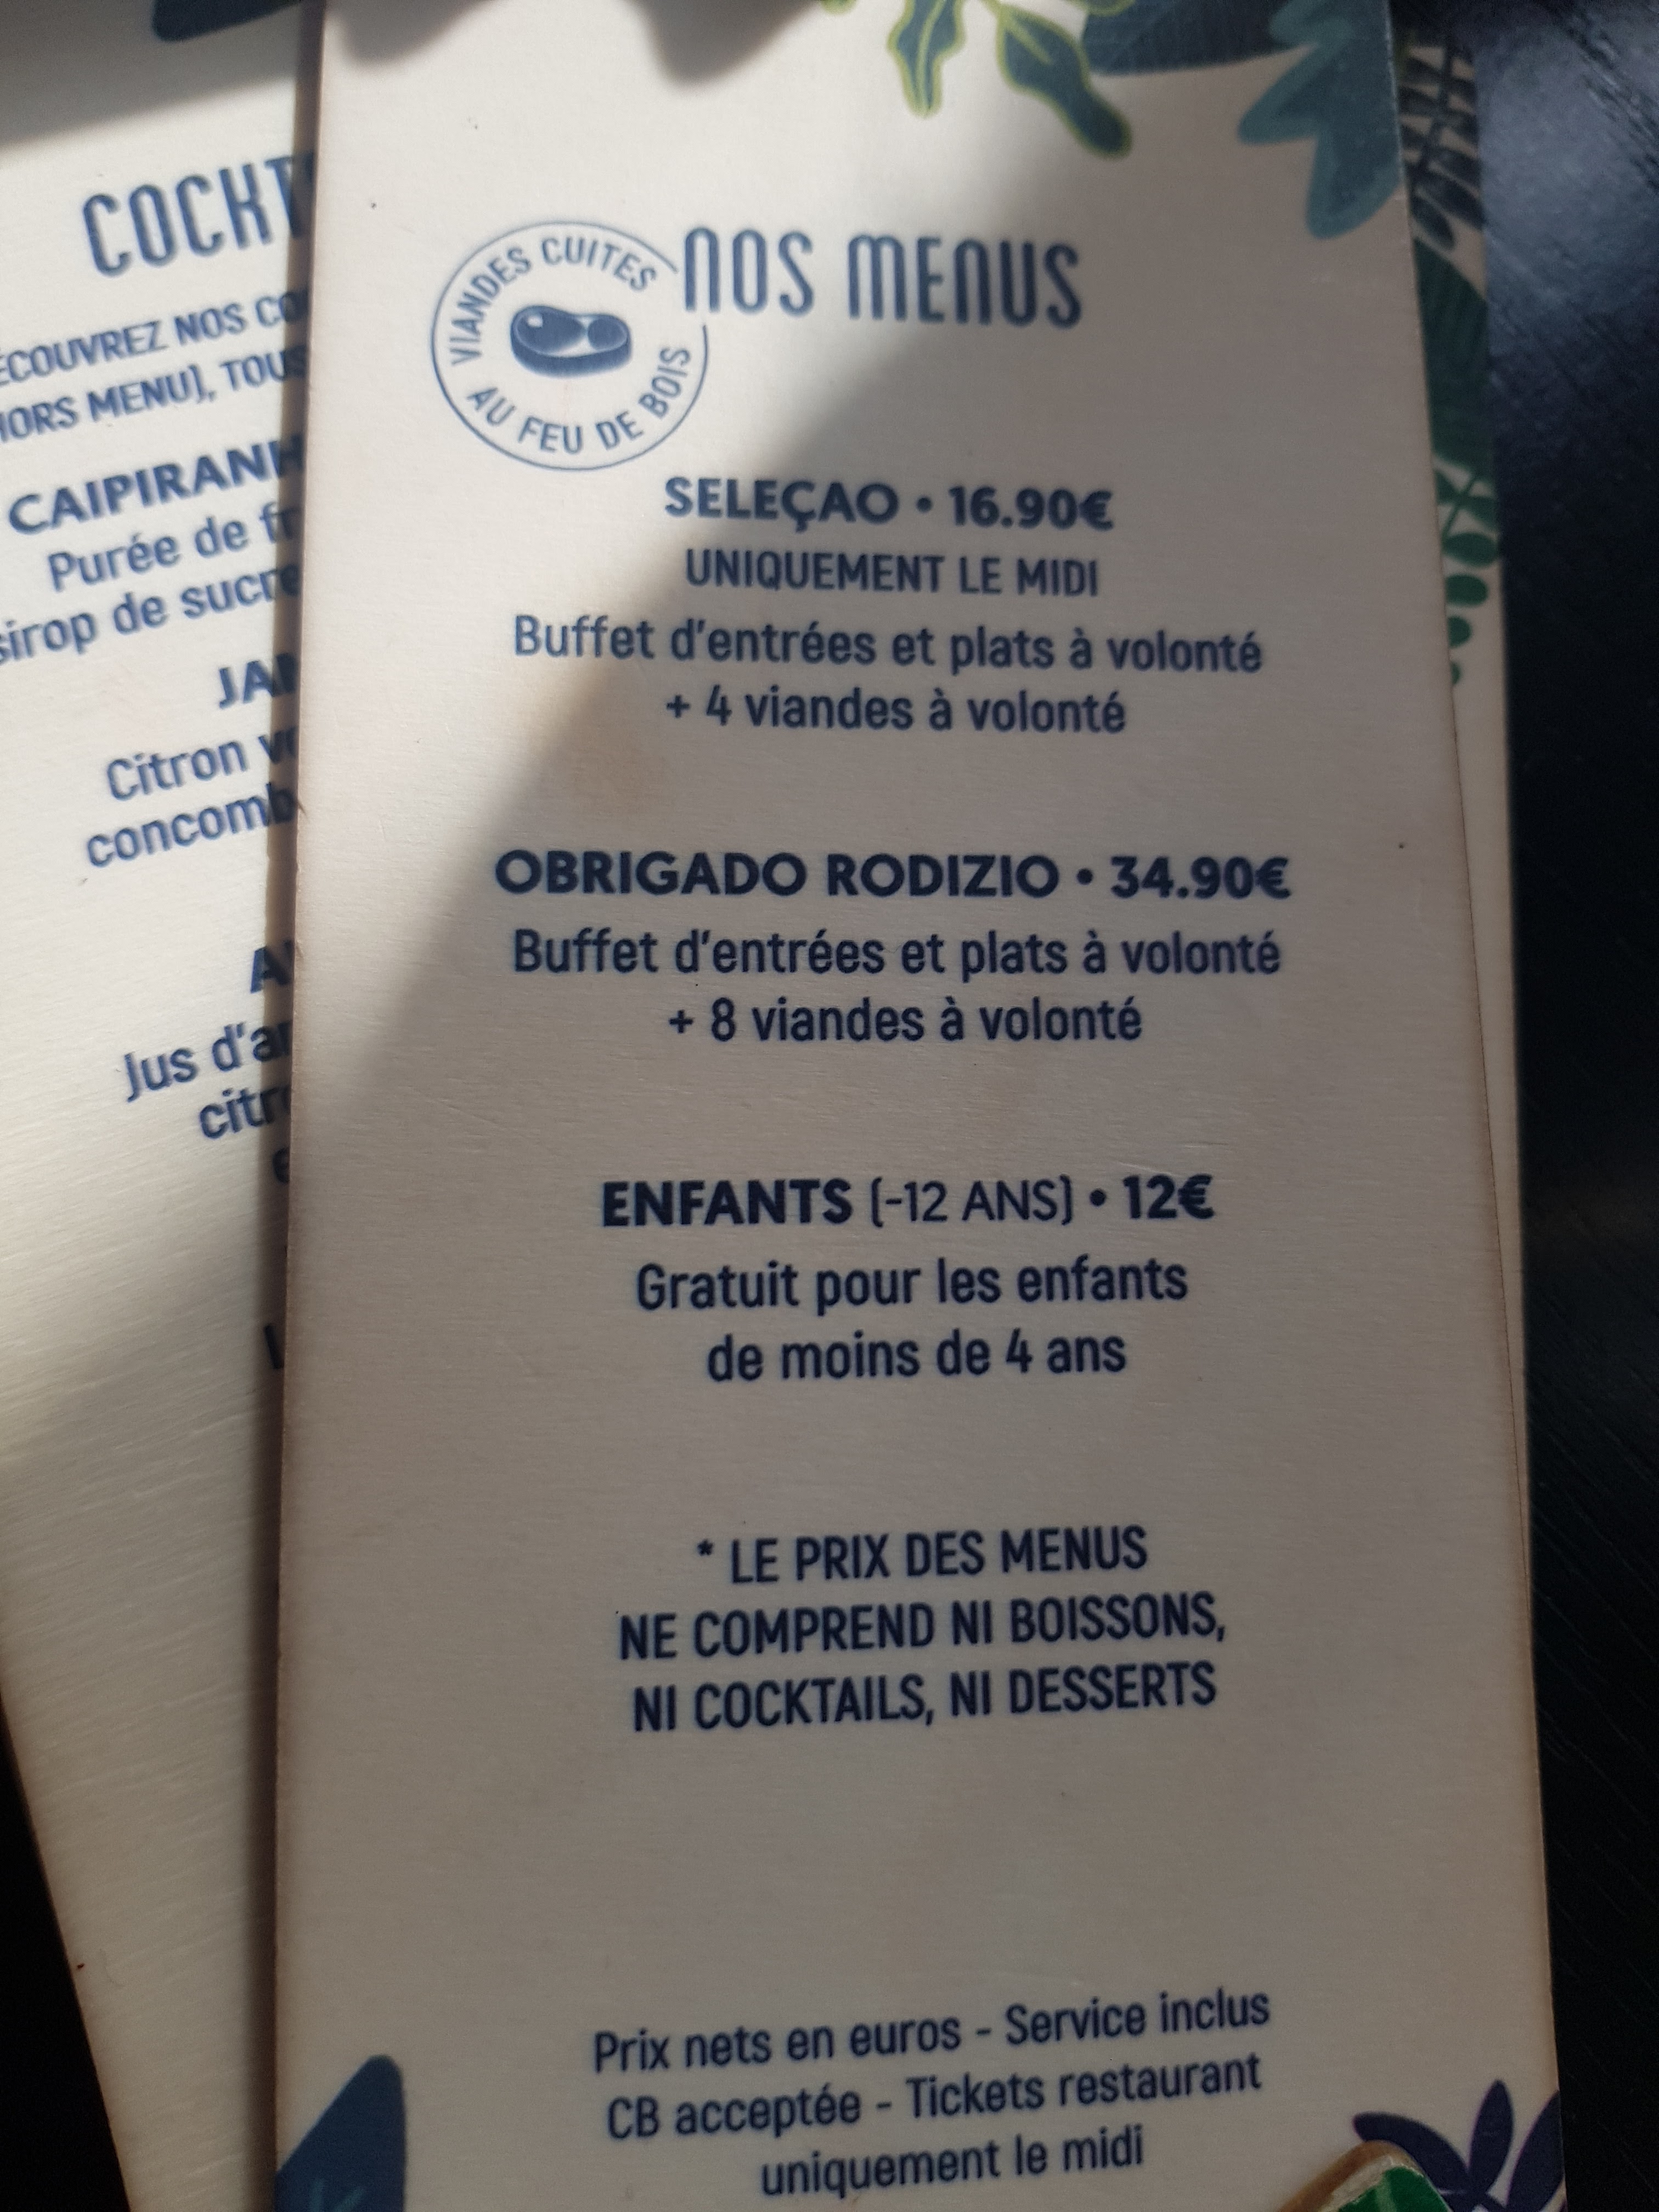 COCKT
NOS CO
HORS MENU), TOUS
CAIPIRANH
Purée de
sirop de sucre
Citron
concomb
Jus d'a
VIANDES CUITES
AU FEU DE BOIS
NOS MENUS
SELEÇAO • 16.90€
UNIQUEMENT LE MIDI
Buffet d'entrées et plats à volonté
+ 4 viandes à volonté
OBRIGADO RODIZIO • 34.90€
Buffet d'entrées et plats à volonté
+ 8 viandes à volonté
ENFANTS (-12 ANS) • 12€
Gratuit pour les enfants
de moins de 4 ans
* LE PRIX DES MENUS
NE COMPREND NI BOISSONS,
NI COCKTAILS, NI DESSERTS
Prix nets en euros - Service inclus
CB acceptée - Tickets restaurant
uniquement le midi